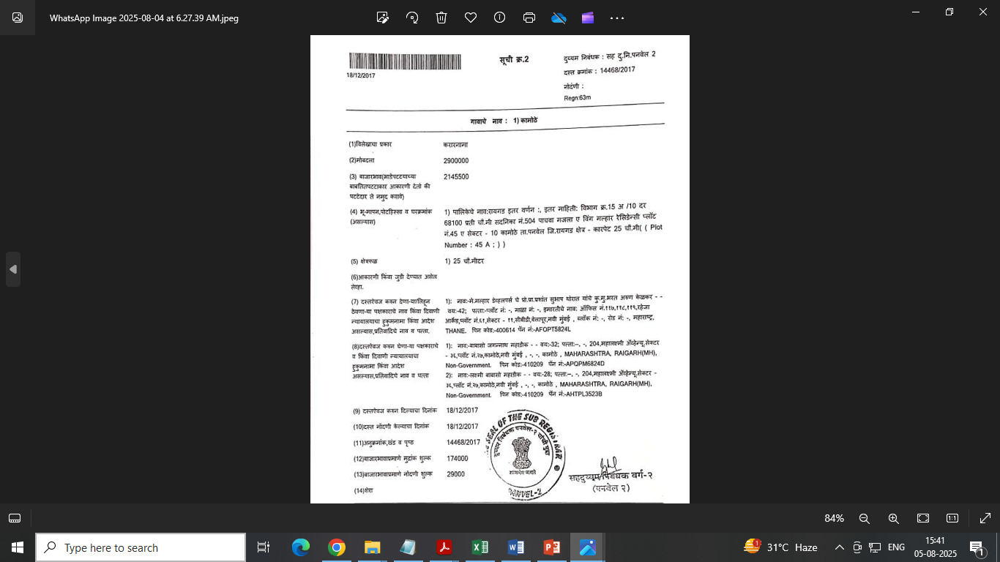 WhatsApp Image 2025-08-04 at 6.27.39 AM.jpeg
18/12/2017
सूची क्र.2
दुय्यम निबंधक : सह दु.नि.पनवेल 2
दस्त क्रमांक : 14468/2017
नोदंणी :
Regn:63m
गावाचे नाव : 1) कामोठे
(1)विलेखाचा प्रकार करारनामा
(2)मोबदला 2900000
(3) बाजारभाव(भाडेपटटयाच्या 2145500
बाबतितपटटाकार आकारणी देतो की
पटटेदार ते नमुद करावे)
(4) भू-मापन,पोटहिस्सा व घरक्रमांक
(असल्यास)
1) पालिकेचे नाव:रायगड इतर वर्णन :, इतर माहिती: विभाग क्र.15 अ /10 दर
68100 प्रती चौ.मी सदनिका नं.504 पाचवा मजला ए विंग मल्हार रेसिडेन्सी प्लॉट
नं.45 ए सेक्टर - 10 कामोठे ता.पनवेल जि.रायगड क्षेत्र - कारपेट 25 चौ.मी( ( Plot
Number : 45 A ; ) )
(5) क्षेत्रफळ 1) 25 चौ.मीटर
(6)आकारणी किंवा जुडी देण्यात असेल
तेव्हा.
(7) दस्तऐवज करुन देणा-या/लिहून
ठेवणा-या पक्षकाराचे नाव किंवा दिवाणी
न्यायालयाचा हुकुमनामा किंवा आदेश
असल्यास,प्रतिवादिचे नाव व पत्ता.
1): नाव:-मे.मल्हार डेव्हलपर्स चे प्रो.प्रा.प्रशांत सुभाष थोरात यांचे कु.मु.भरत अरुण केळकर - -
वय:-42; पत्ता:-प्लॉट नं: -, माळा नं: -, इमारतीचे नाव: ऑफिस नं.११७,११८,११९,रहेजा
आर्केड,प्लॉट नं.६१,सेक्टर - ११,सीबीडी,बेलापूर,नवी मुंबई , ब्लॉक नं: -, रोड नं: -, महाराष्ट्र,
THANE. पिन कोड:-400614 पॅन नं:-AFOPT5824L
(8)दस्तऐवज करुन घेणा-या पक्षकाराचे
व किंवा दिवाणी न्यायालयाचा
हुकुमनामा किंवा आदेश
असल्यास,प्रतिवादिचे नाव व पत्ता
1): नाव:-बाबासो जगन्नाथ महाडीक - - वय:-32; पत्ता:--, -, 204,महालक्ष्मी ॲव्हेन्यू,सेक्टर
- ३६,प्लॉट नं.२७,कामोठे,नवी मुंबई , -, -, कामोठे , MAHARASHTRA, RAIGARH(MH),
Non-Government. पिन कोड:-410209 पॅन नं:-APQPM6824D
2): नाव:-लक्ष्मी बाबासो महाडीक - - वय:-28; पत्ता:--, -, 204,महालक्ष्मी ॲव्हेन्यू,सेक्टर -
३६,प्लॉट नं.२७,कामोठे,नवी मुंबई , -, -, कामोठे , MAHARASHTRA, RAIGARH(MH),
Non-Government. पिन कोड:-410209 पॅन नं:-AHTPL3523B
(9) दस्तऐवज करुन दिल्याचा दिनांक 18/12/2017
(10)दस्त नोंदणी केल्याचा दिनांक 18/12/2017
(11)अनुक्रमांक,खंड व पृष्ठ 14468/2017
(12)बाजारभावाप्रमाणे मुद्रांक शुल्क 174000
(13)बाजारभावाप्रमाणे नोंदणी शुल्क 29000
(14)शेरा
SEAL OF THE SUB REGISTRAR
PANVEL-2
सत्यमेव जयते
सहदुय्यम निबंधक वर्ग-२
(पनवेल २)
84%
Type here to search
31°C Haze
ENG
15:41
05-08-2025